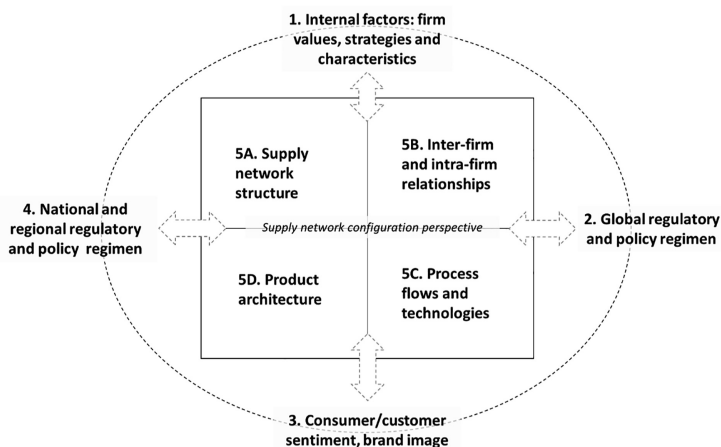 1. Internal factors: firm
values, strategies and
characteristics
5A. Supply
network
structure
5B. Inter-firm
and intra-firm
relationships
4. National and
regional regulatory
and policy regimen
Supply network configuration perspective
2. Global regulatory
and policy regimen
5D. Product
architecture
5C. Process
flows and
technologies
3. Consumer/customer
sentiment, brand image